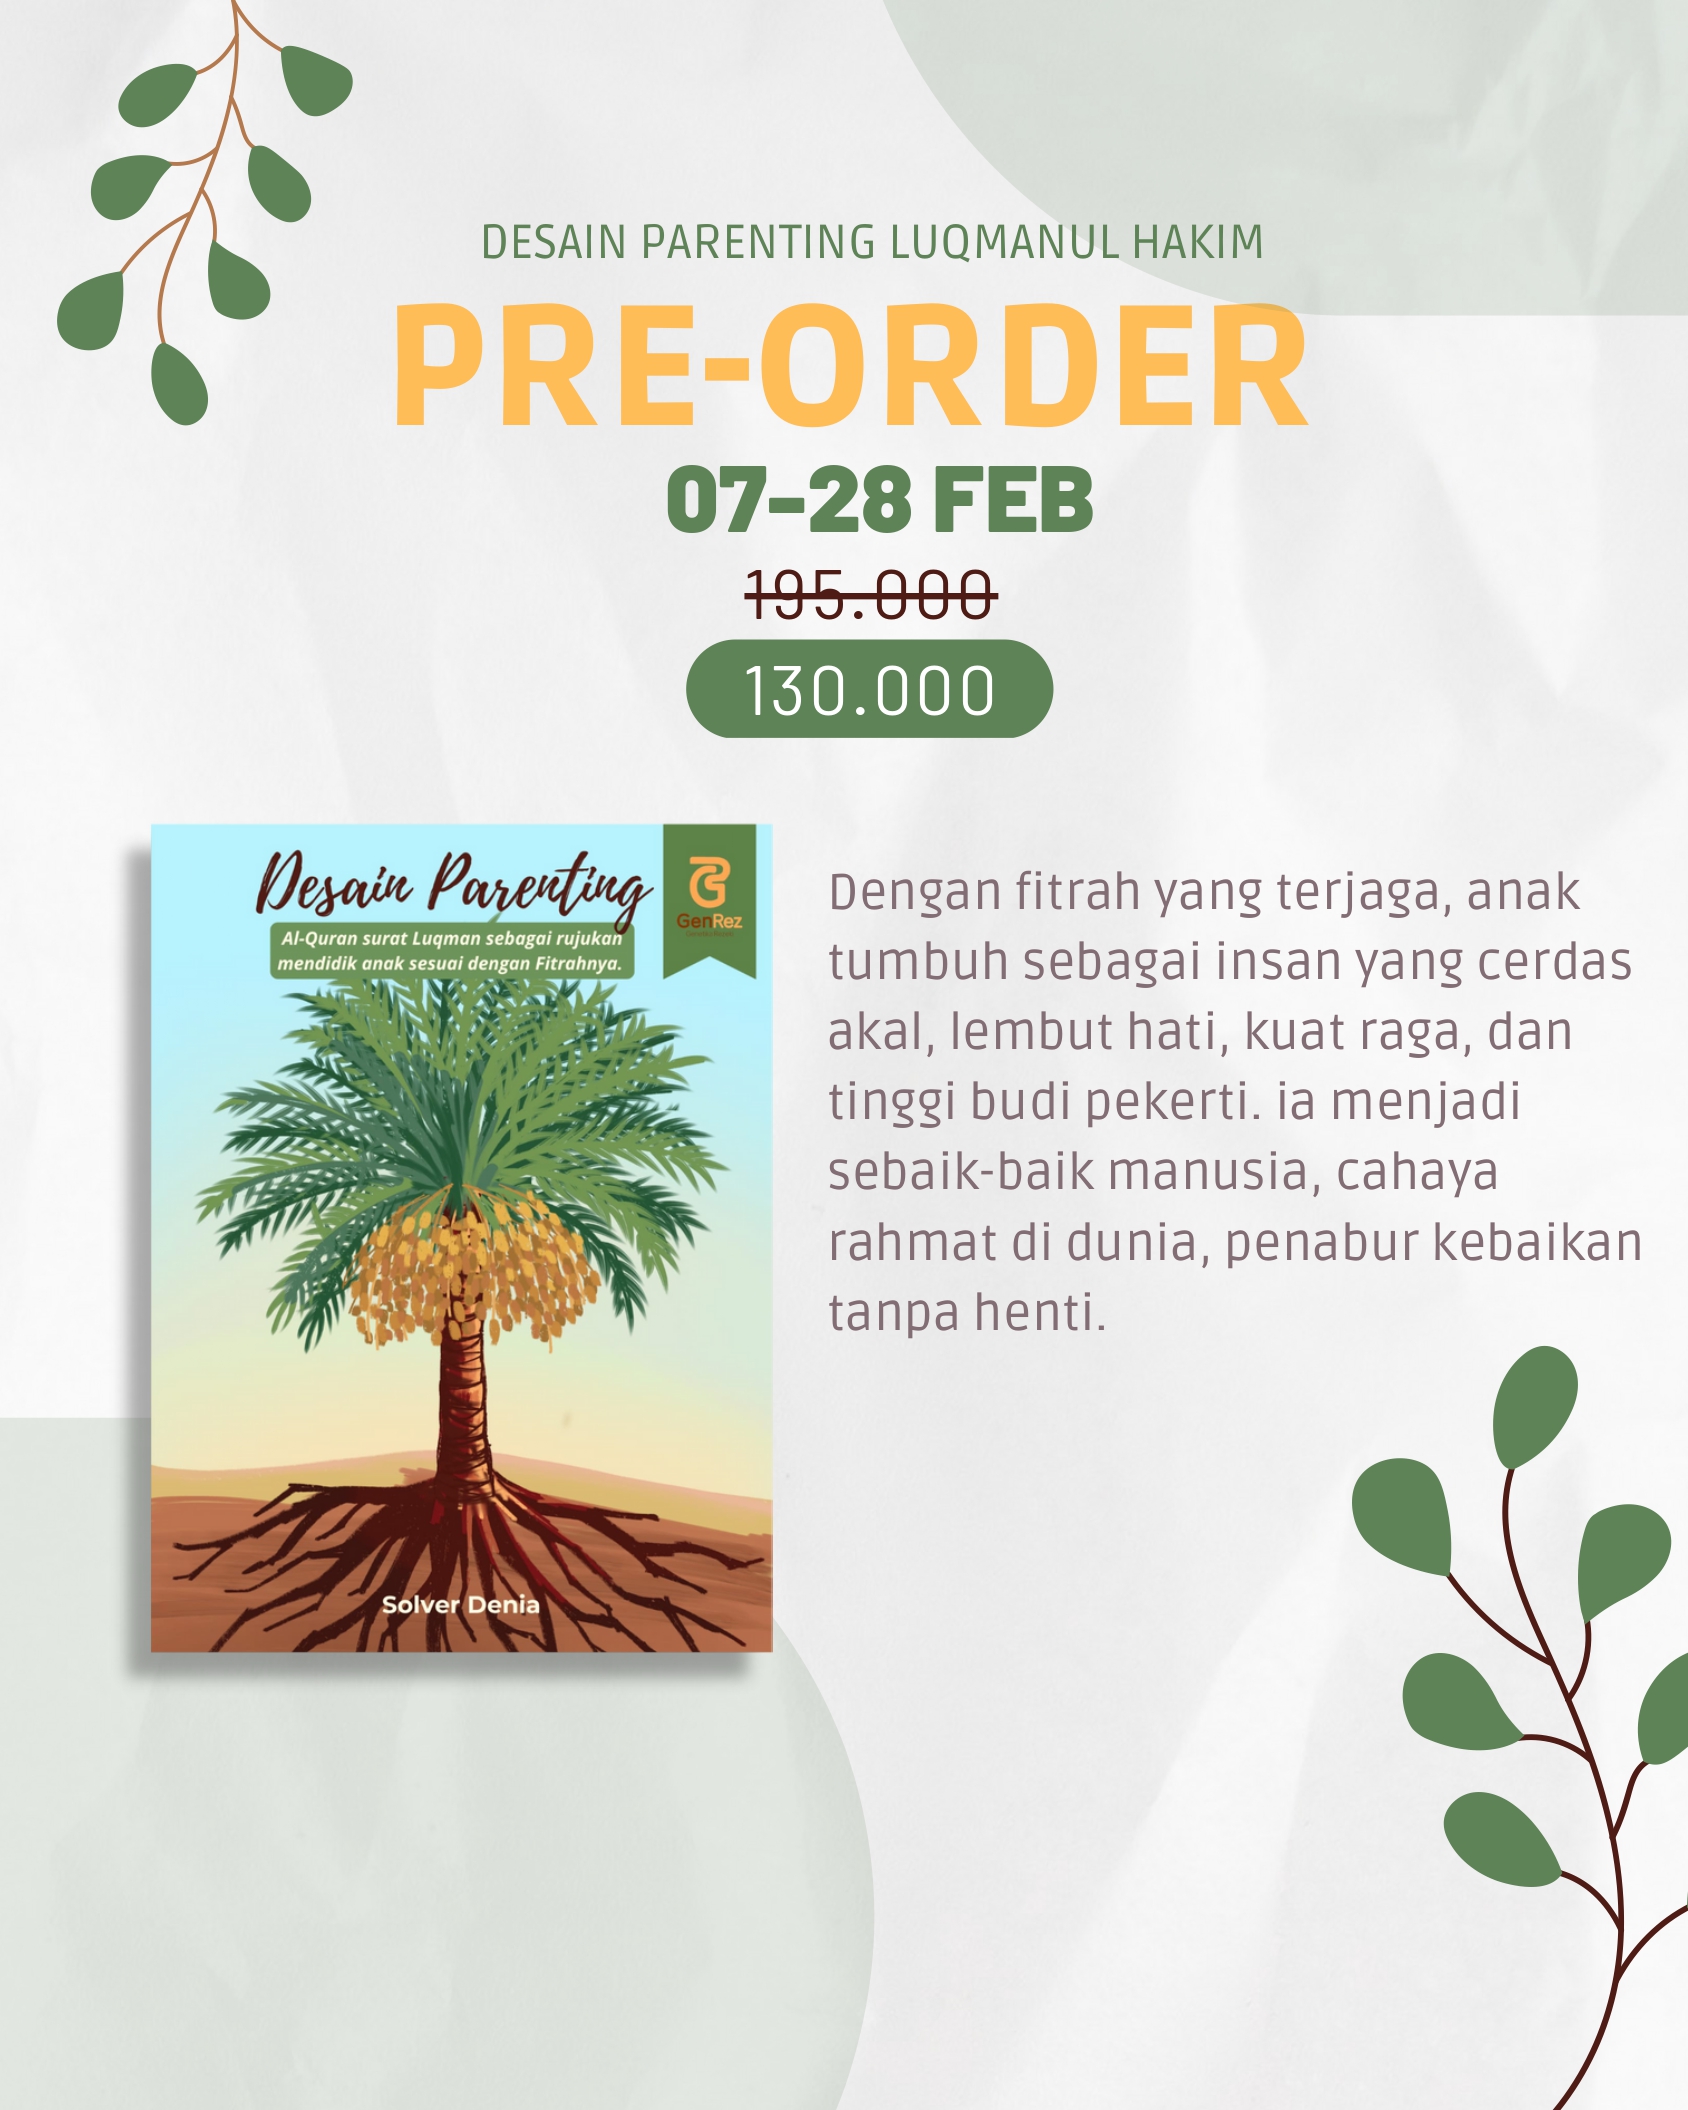 DESAIN PARENTING LUQMANUL HAKIM
PRE-ORDER
07-28 FEB
195.000
130.000
Desain Parenting
Al-Quran surat Luqman sebagai rujukan
mendidik anak sesuai dengan Fitrahnya.
GenRez
Solver Denia
Dengan fitrah yang terjaga, anak
tumbuh sebagai insan yang cerdas
akal, lembut hati, kuat raga, dan
tinggi budi pekerti. ia menjadi
sebaik-baik manusia, cahaya
rahmat di dunia, penabur kebaikan
tanpa henti.